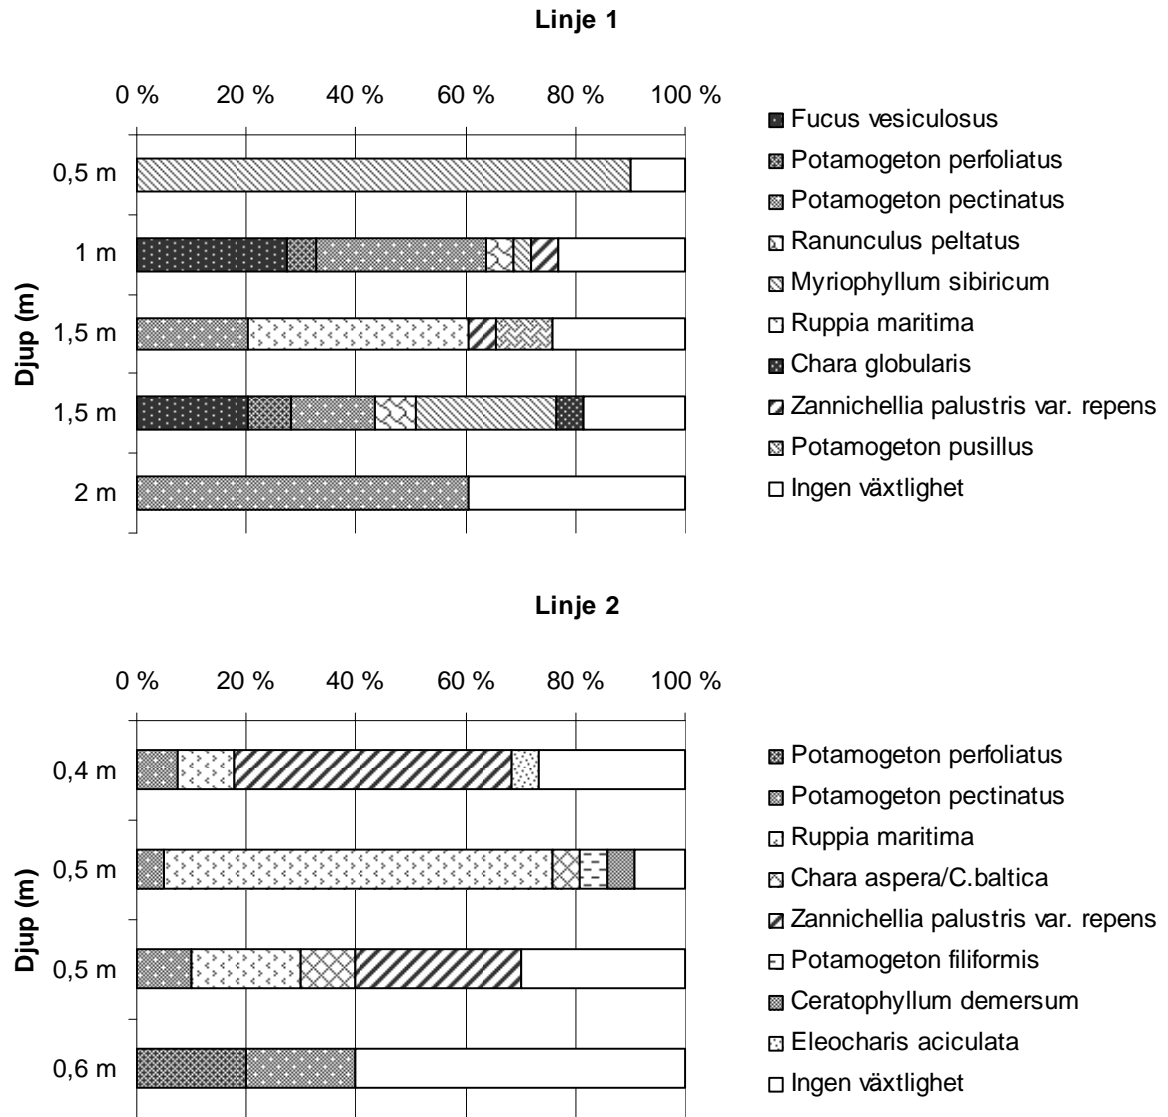 Linje 1
0 % 20 % 40 % 60 % 80 % 100 %
Djup (m)
0,5 m
1 m
1,5 m
1,5 m
2 m
Fucus vesiculosus
Potamogeton perfoliatus
Potamogeton pectinatus
Ranunculus peltatus
Myriophyllum sibiricum
Ruppia maritima
Chara globularis
Zannichellia palustris var. repens
Potamogeton pusillus
Ingen växtlighet
Linje 2
0 % 20 % 40 % 60 % 80 % 100 %
Djup (m)
0,4 m
0,5 m
0,5 m
0,6 m
Potamogeton perfoliatus
Potamogeton pectinatus
Ruppia maritima
Chara aspera/C.baltica
Zannichellia palustris var. repens
Potamogeton filiformis
Ceratophyllum demersum
Eleocharis aciculata
Ingen växtlighet